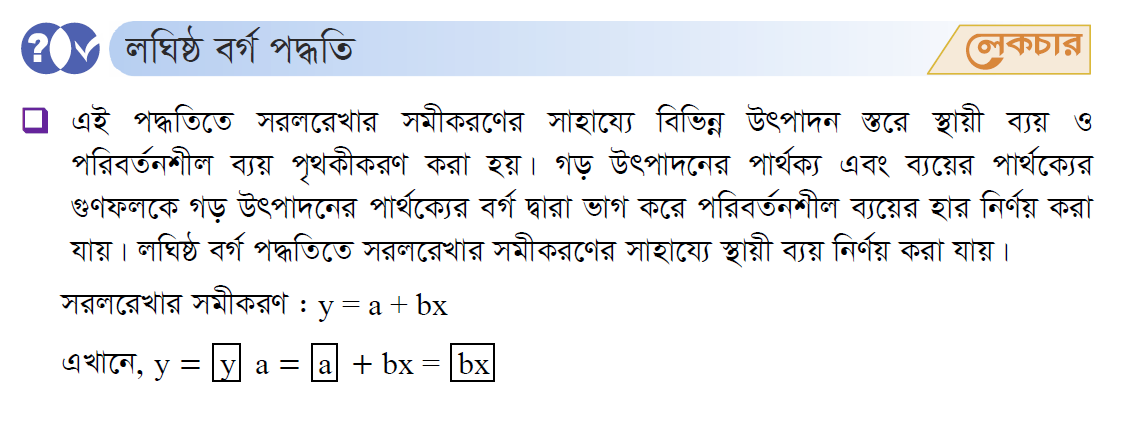 লঘিষ্ঠ বর্গ পদ্ধতি
লেকচার
এই পদ্ধতিতে সরলরেখার সমীকরণের সাহায্যে বিভিন্ন উৎপাদন স্তরে স্থায়ী ব্যয় ও
পরিবর্তনশীল ব্যয় পৃথকীকরণ করা হয়। গড় উৎপাদনের পার্থক্য এবং ব্যয়ের পার্থক্যের
গুণফলকে গড় উৎপাদনের পার্থক্যের বর্গ দ্বারা ভাগ করে পরিবর্তনশীল ব্যয়ের হার নির্ণয় করা
যায়। লঘিষ্ঠ বর্গ পদ্ধতিতে সরলরেখার সমীকরণের সাহায্যে স্থায়ী ব্যয় নির্ণয় করা যায়।
সরলরেখার সমীকরণ : y = a + bx
এখানে, y = y a = a + bx = bx